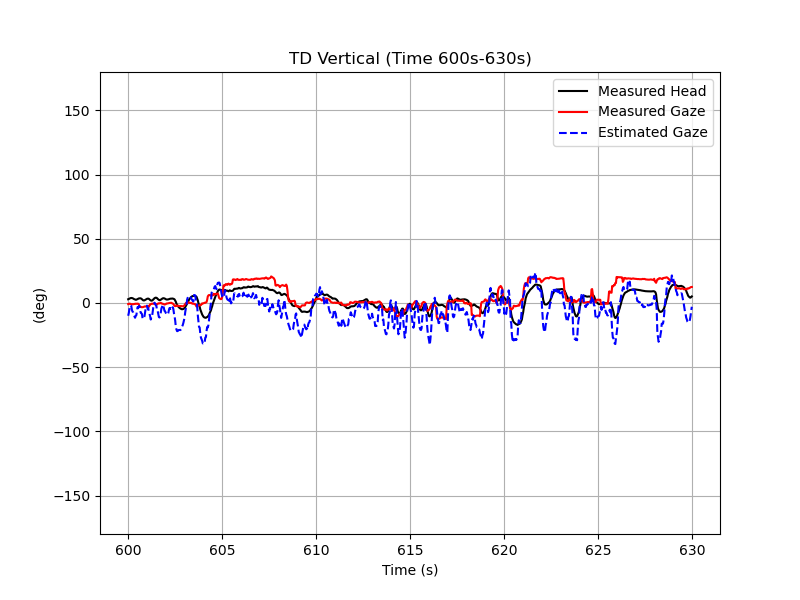 TD Vertical (Time 600s-630s)
Measured Head
Measured Gaze
Estimated Gaze
150
100
50
0
−50
−100
−150
(deg)
600 605 610 615 620 625 630
Time (s)